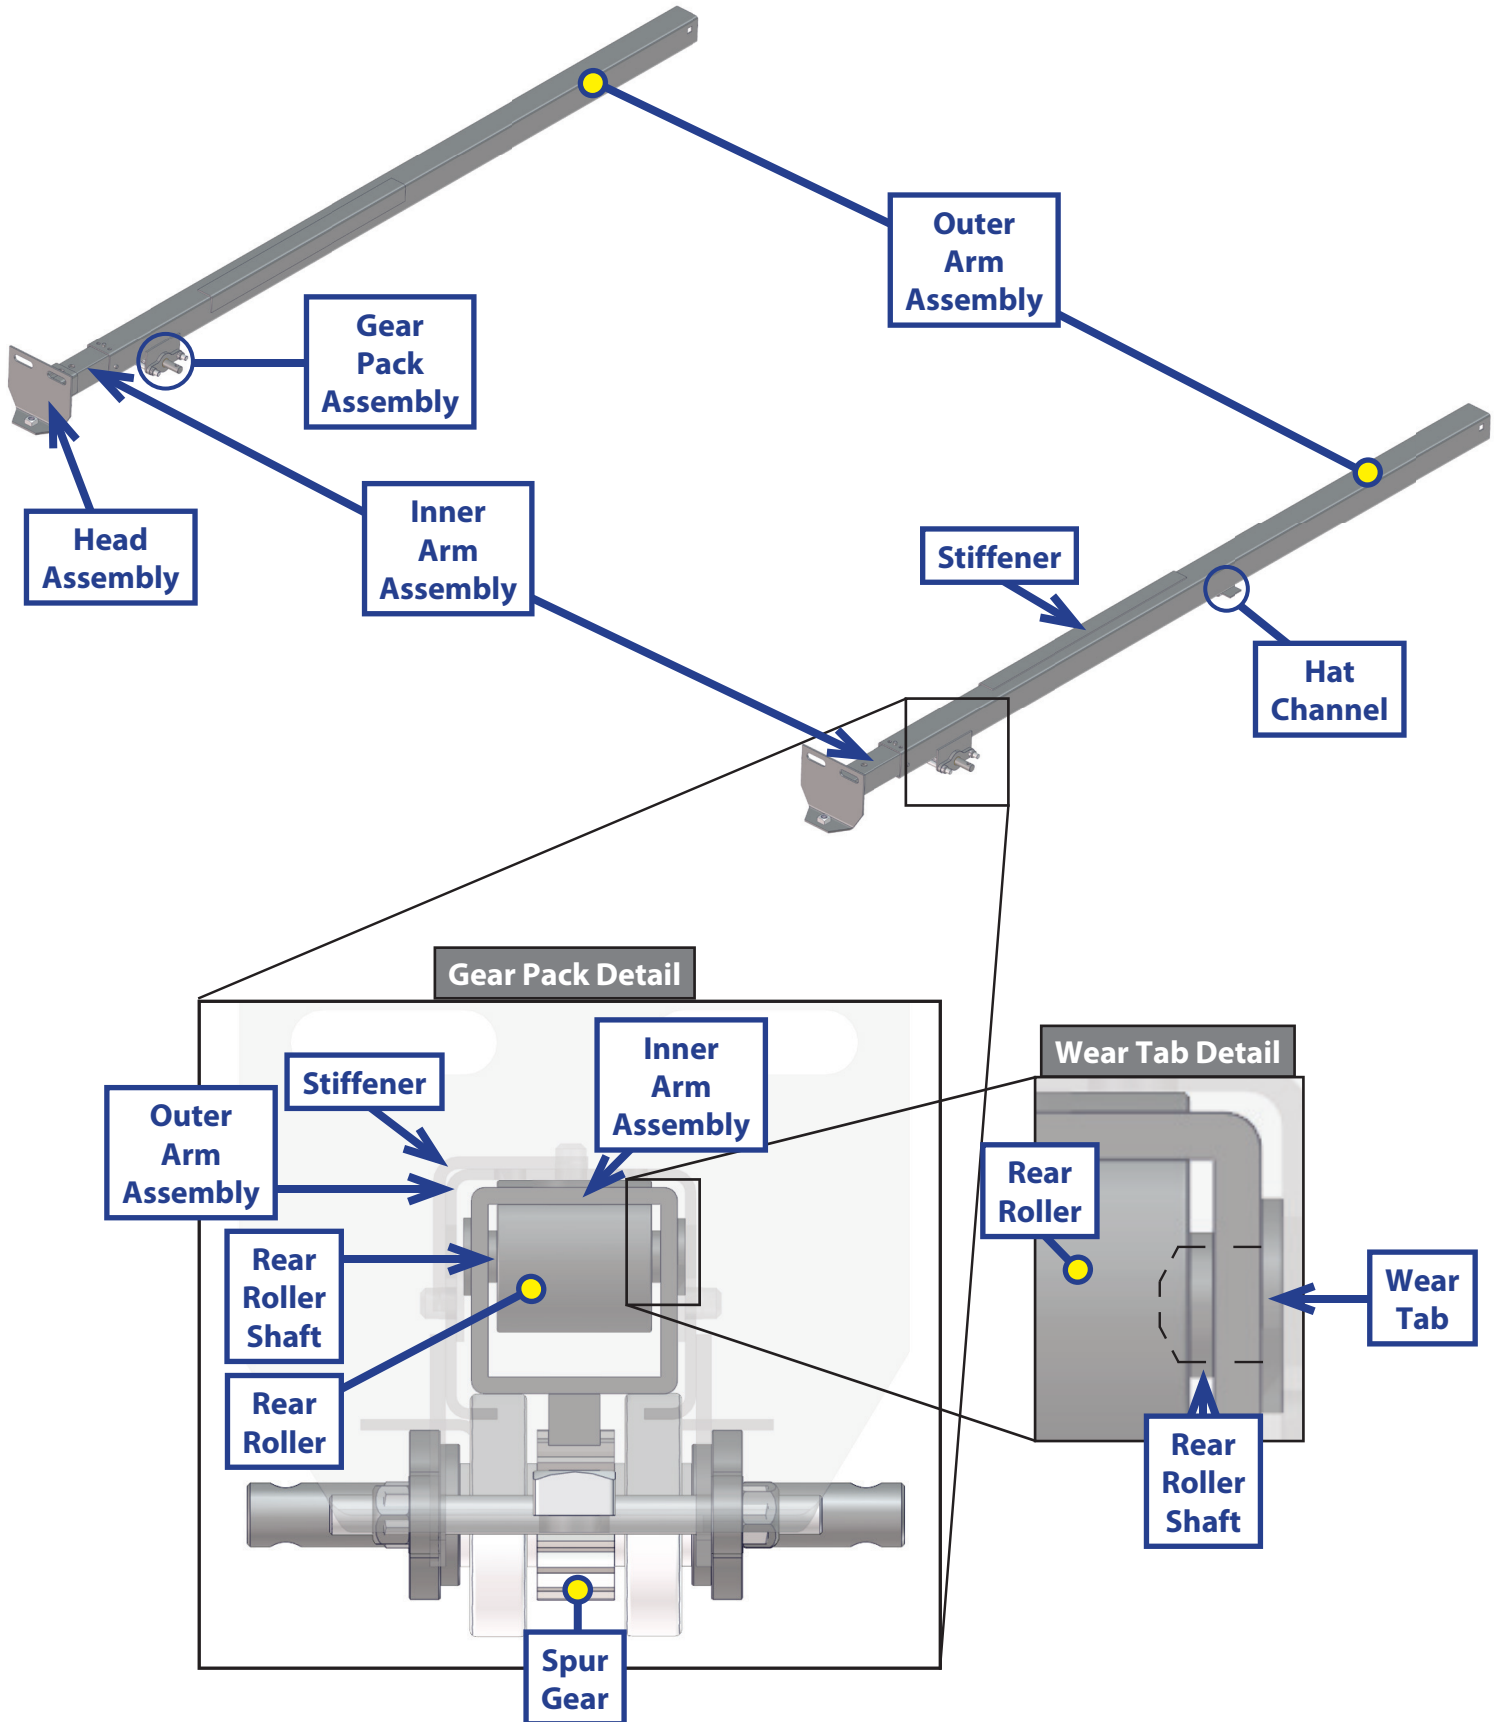 Outer
Arm
Assembly
Gear
Pack
Assembly
Head
Assembly
Inner
Arm
Assembly
Stiffener
Hat
Channel
Gear Pack Detail
Stiffener
Inner
Arm
Assembly
Outer
Arm
Assembly
Rear
Roller
Shaft
Rear
Roller
Spur
Gear
Wear Tab Detail
Rear
Roller
Wear
Tab
Rear
Roller
Shaft